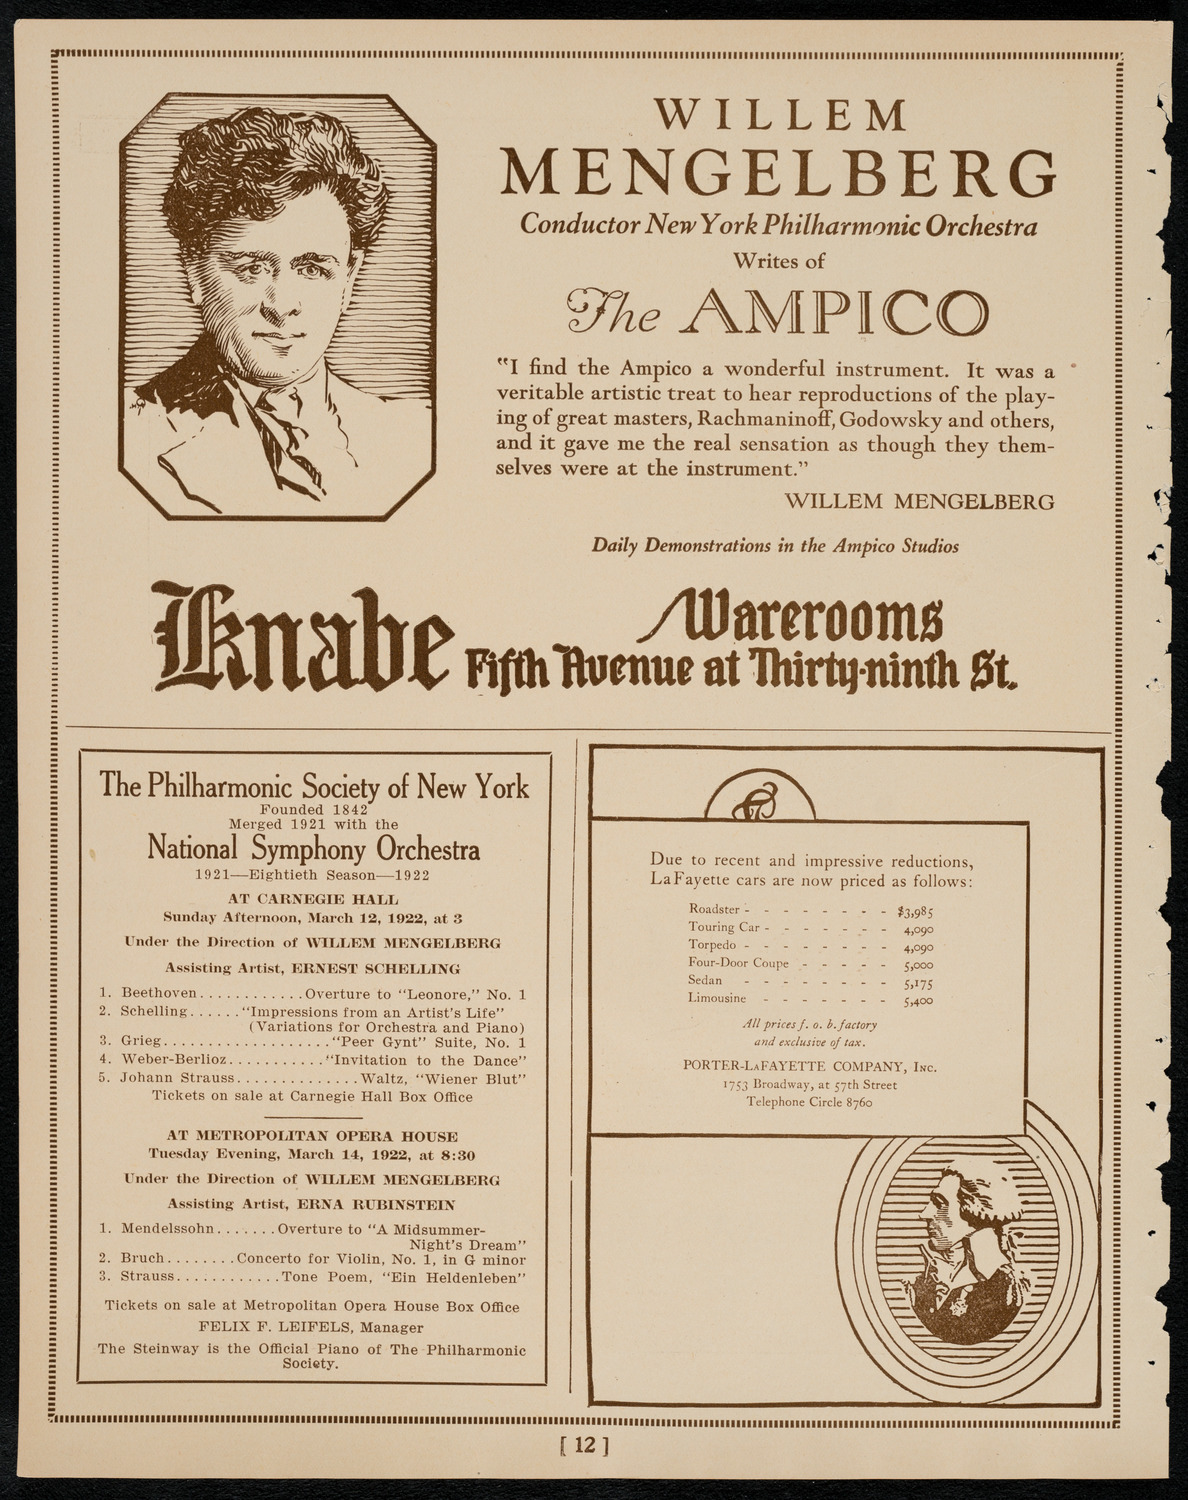 WILLEM
MENGELBERG
Conductor New York Philharmonic Orchestra
Writes of
The AMPICO
“I find the Ampico a wonderful instrument. It was a
veritable artistic treat to hear reproductions of the play-
ing of great masters, Rachmaninoff, Godowsky and others,
and it gave me the real sensation as though they them-
selves were at the instrument.”
WILLEM MENGELBERG
Daily Demonstrations in the Ampico Studios
Knabe Warerooms
Fifth Avenue at Thirty-ninth St.
The Philharmonic Society of New York
Founded 1842
Merged 1921 with the
National Symphony Orchestra
1921—Eightieth Season—1922
AT CARNEGIE HALL
Sunday Afternoon, March 12, 1922, at 3
Under the Direction of WILLEM MENGELBERG
Assisting Artist, ERNEST SCHELLING
1. Beethoven............Overture to “Leonore,” No. 1
2. Schelling......“Impressions from an Artist's Life”
(Variations for Orchestra and Piano)
3. Grieg...................“Peer Gynt” Suite, No. 1
4. Weber-Berlioz...........“Invitation to the Dance”
5. Johann Strauss..............Waltz, “Wiener Blut”
Tickets on sale at Carnegie Hall Box Office
AT METROPOLITAN OPERA HOUSE
Tuesday Evening, March 14, 1922, at 8:30
Under the Direction of WILLEM MENGELBERG
Assisting Artist, ERNA RUBINSTEIN
1. Mendelssohn.......Overture to “A Midsummer-
Night's Dream”
2. Bruch........Concerto for Violin, No. 1, in G minor
3. Strauss............Tone Poem, “Ein Heldenleben”
Tickets on sale at Metropolitan Opera House Box Office
FELIX F. LEIFELS, Manager
The Steinway is the Official Piano of The Philharmonic
Society.
Due to recent and impressive reductions,
LaFayette cars are now priced as follows:
Roadster - - - - - - - - $3,985
Touring Car - - - - - - - 4,090
Torpedo - - - - - - - - 4,090
Four-Door Coupe - - - - - 5,000
Sedan - - - - - - - - 5,175
Limousine - - - - - - - 5,400
All prices f. o. b. factory
and exclusive of tax.
PORTER-LAFAYETTE COMPANY, INC.
1753 Broadway, at 57th Street
Telephone Circle 8760
[ 12 ]